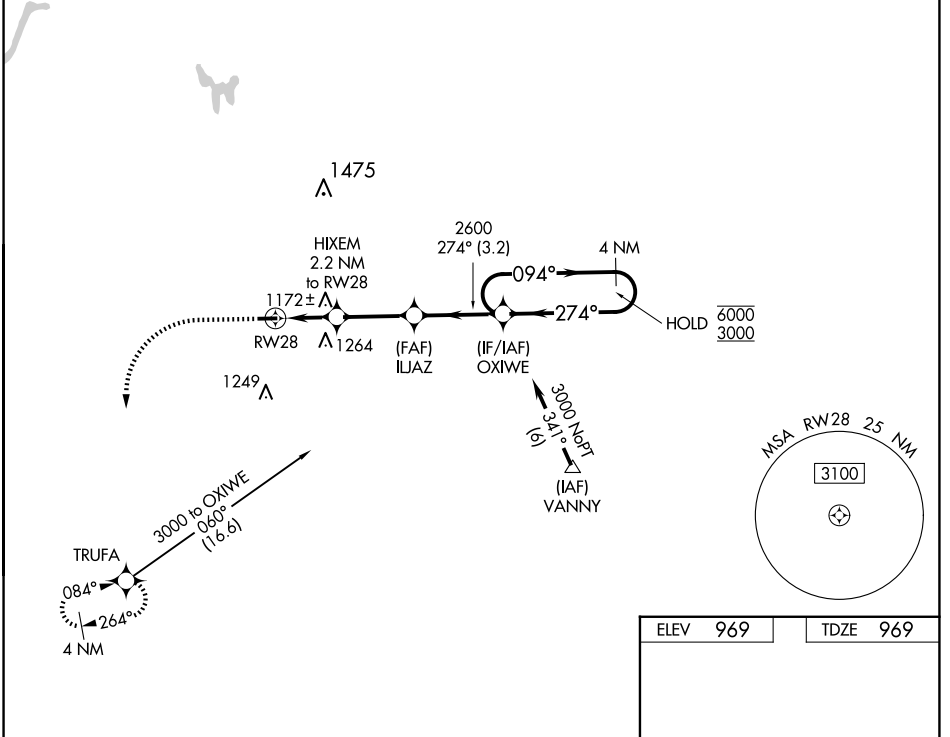 1475
HIXEM
2.2 NM
to RW28
1172±
RW28
1264
1249
2600
274° (3.2)
4 NM
094°
274°
HOLD 6000
3000
(FAF)
ILJAZ
(IF/IAF)
OXIWE
3000 NoPT
341°
(6)
(IAF)
VANNY
MSA RW28 25 NM
3100
3000 to OXIWE
060°
(16.6)
TRUFA
084°
264°
4 NM
ELEV 969
TDZE 969